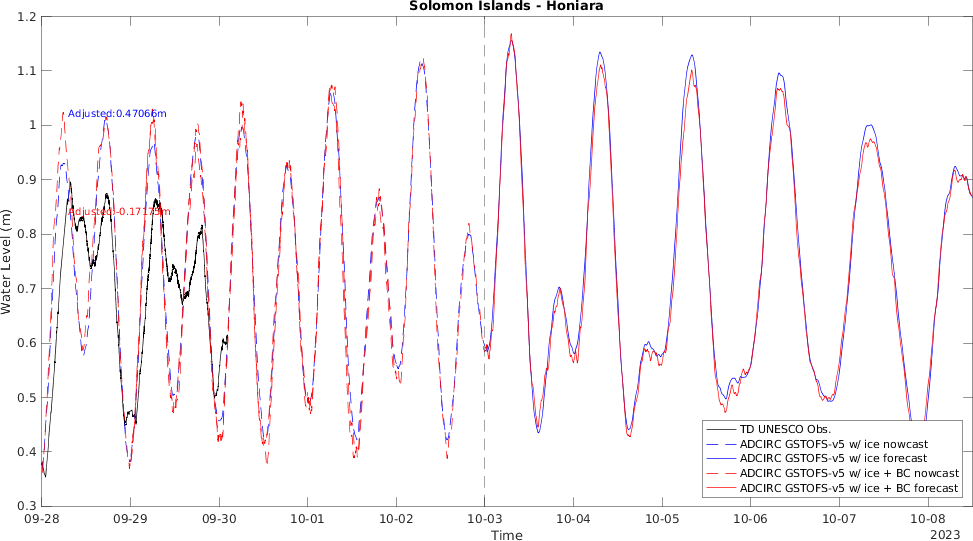 Solomon Islands - Honiara
1.2
1.1
1
0.9
0.8
0.7
0.6
0.5
0.4
0.3
Water Level (m)
Adjusted:0.47066m
Adjusted:-0.17175m
TD UNESCO Obs.
ADCIRC GSTOFS-v5 w/ ice nowcast
ADCIRC GSTOFS-v5 w/ ice forecast
ADCIRC GSTOFS-v5 w/ ice + BC nowcast
ADCIRC GSTOFS-v5 w/ ice + BC forecast
09-28 09-29 09-30 10-01 10-02 10-03 10-04 10-05 10-06 10-07 10-08
Time
2023